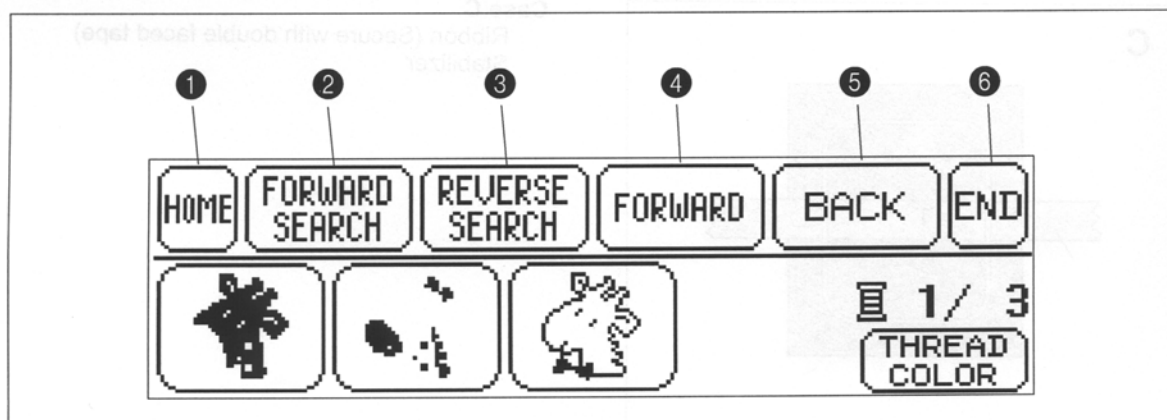 1 2 3 4 5 6
HOME FORWARD SEARCH REVERSE SEARCH FORWARD BACK END
1/ 3
THREAD COLOR